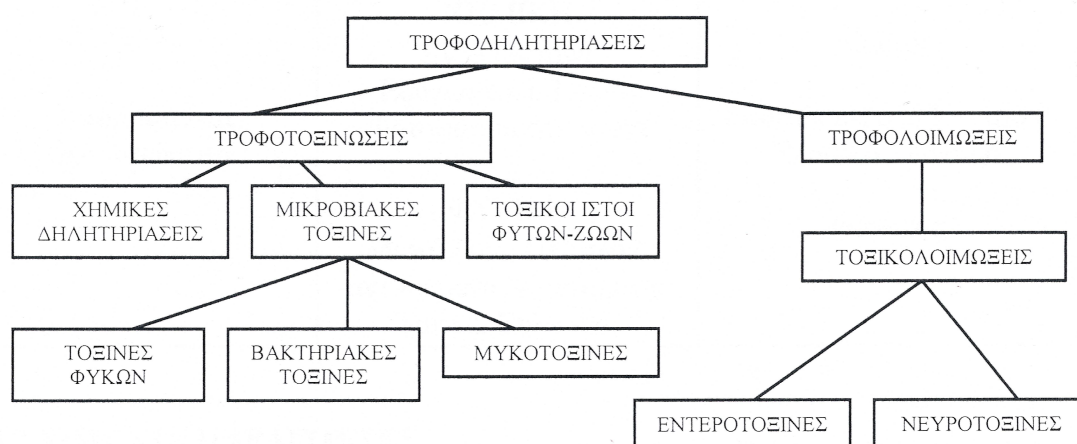 ΤΡΟΦΟΔΗΛΗΤΗΡΙΑΣΕΙΣ
ΤΡΟΦΟΤΟΞΙΝΩΣΕΙΣ
ΤΡΟΦΟΛΟΙΜΩΞΕΙΣ
ΧΗΜΙΚΕΣ
ΔΗΛΗΤΗΡΙΑΣΕΙΣ
ΜΙΚΡΟΒΙΑΚΕΣ
ΤΟΞΙΝΕΣ
ΤΟΞΙΚΟΙ ΙΣΤΟΙ
ΦΥΤΩΝ-ΖΩΩΝ
ΤΟΞΙΚΟΛΟΙΜΩΞΕΙΣ
ΤΟΞΙΝΕΣ
ΦΥΚΩΝ
ΒΑΚΤΗΡΙΑΚΕΣ
ΤΟΞΙΝΕΣ
ΜΥΚΟΤΟΞΙΝΕΣ
ΕΝΤΕΡΟΤΟΞΙΝΕΣ
ΝΕΥΡΟΤΟΞΙΝΕΣ